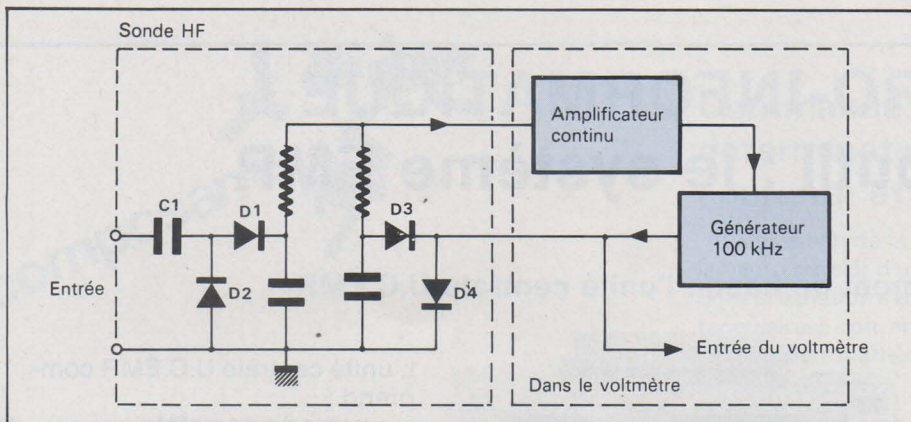 Sonde HF
Amplificateur
continu
C1
D1
D3
Générateur
100 kHz
Entrée
D2
D4
Entrée du voltmètre
Dans le voltmètre